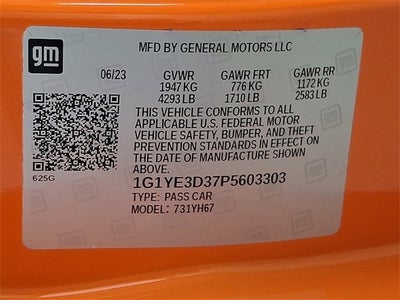 gm
MFD BY GENERAL MOTORS LLC
06/23 GVWR GAWR FRT GAWR RR
1947 KG 776 KG 1172 KG
4293 LB 1710 LB 2583 LB
THIS VEHICLE CONFORMS TO ALL
APPLICABLE U.S. FEDERAL MOTOR
VEHICLE SAFETY, BUMPER, AND THEFT
PREVENTION STANDARDS IN EFFECT ON THE
DATE OF MANUFACTURE SHOWN
ABOVE.
625G
1G1YE3D37P5603303
TYPE: PASS CAR
MODEL: 731YH67